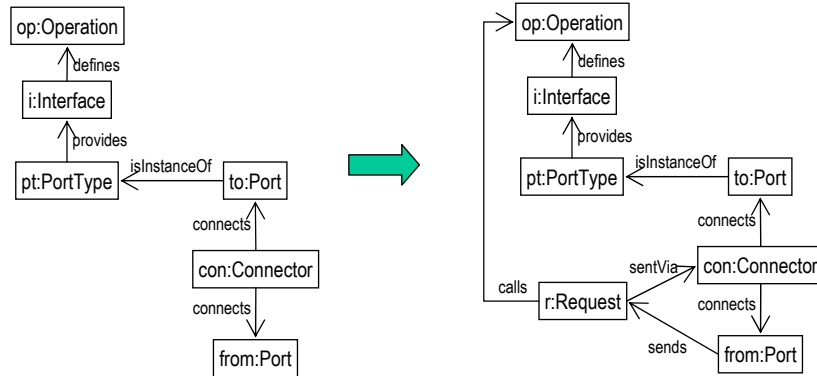 op:Operation
defines
i:Interface
provides
isInstanceOf
pt:PortType
to:Port
connects
con:Connector
connects
from:Port
op:Operation
defines
i:Interface
provides
isInstanceOf
pt:PortType
to:Port
connects
sentVia
con:Connector
calls
r:Request
connects
sends
from:Port